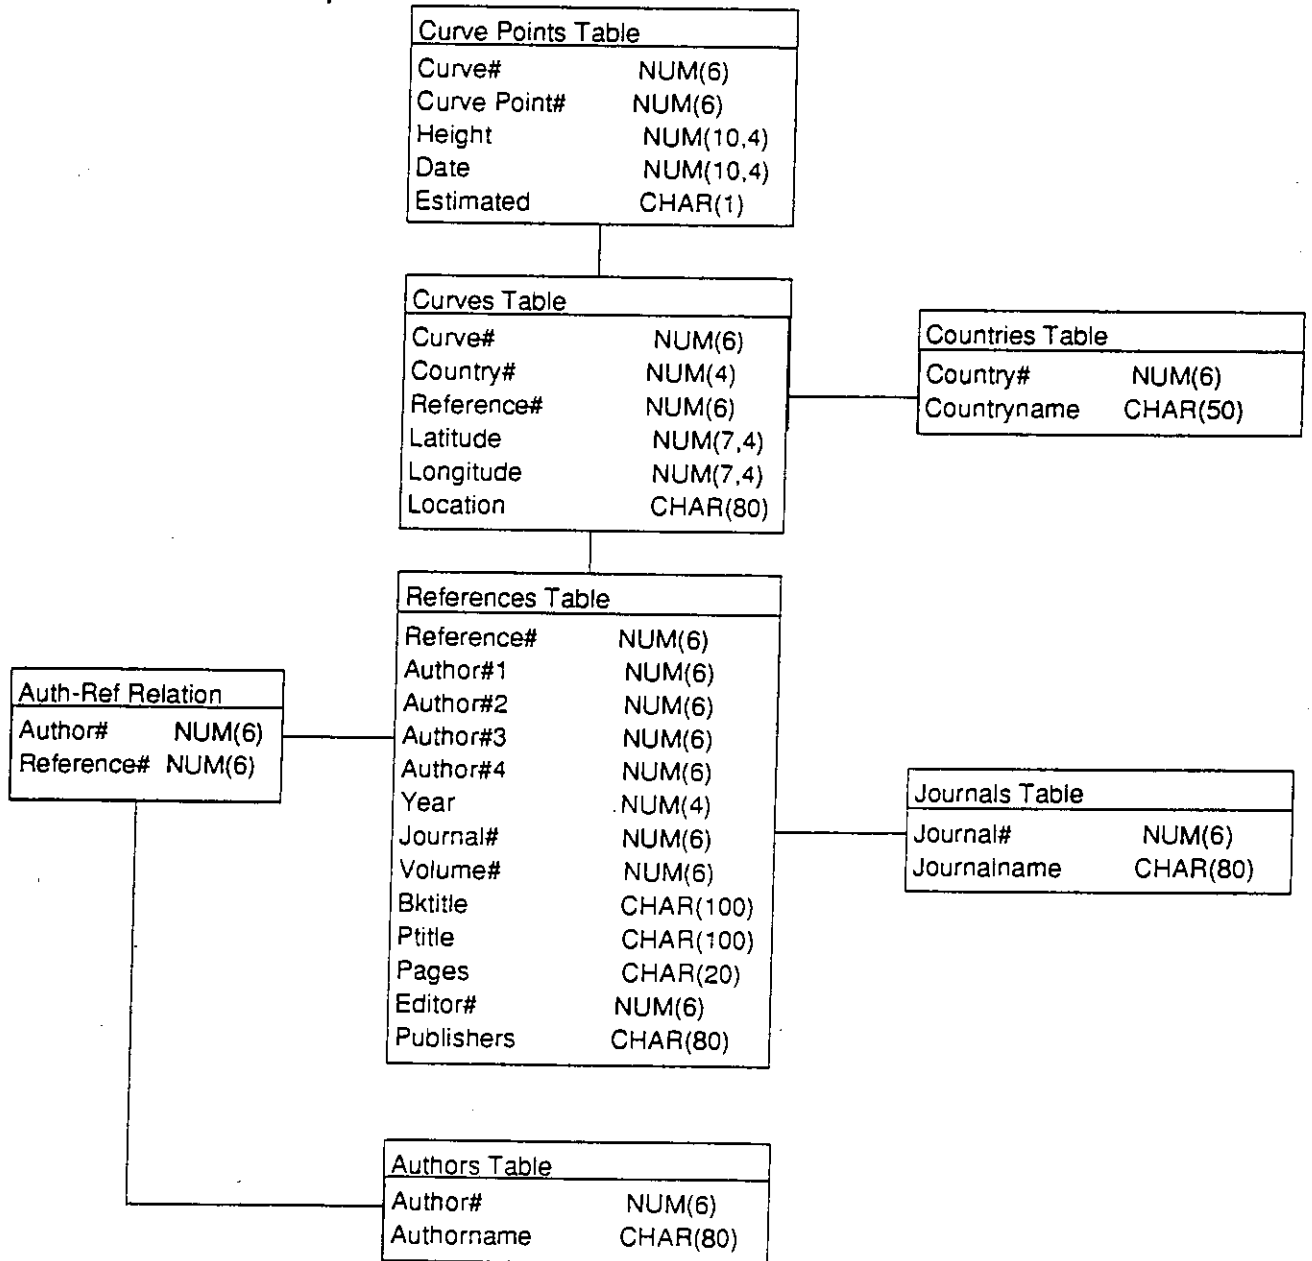 Curve Points Table
Curve# NUM(6)
Curve Point# NUM(6)
Height NUM(10,4)
Date NUM(10,4)
Estimated CHAR(1)
Curves Table
Curve# NUM(6)
Country# NUM(4)
Reference# NUM(6)
Latitude NUM(7,4)
Longitude NUM(7,4)
Location CHAR(80)
Countries Table
Country# NUM(6)
Countryname CHAR(50)
References Table
Reference# NUM(6)
Author#1 NUM(6)
Author#2 NUM(6)
Author#3 NUM(6)
Author#4 NUM(6)
Year NUM(4)
Journal# NUM(6)
Volume# NUM(6)
Bktitle CHAR(100)
Ptitle CHAR(100)
Pages CHAR(20)
Editor# NUM(6)
Publishers CHAR(80)
Auth-Ref Relation
Author# NUM(6)
Reference# NUM(6)
Journals Table
Journal# NUM(6)
Journalname CHAR(80)
Authors Table
Author# NUM(6)
Authorname CHAR(80)